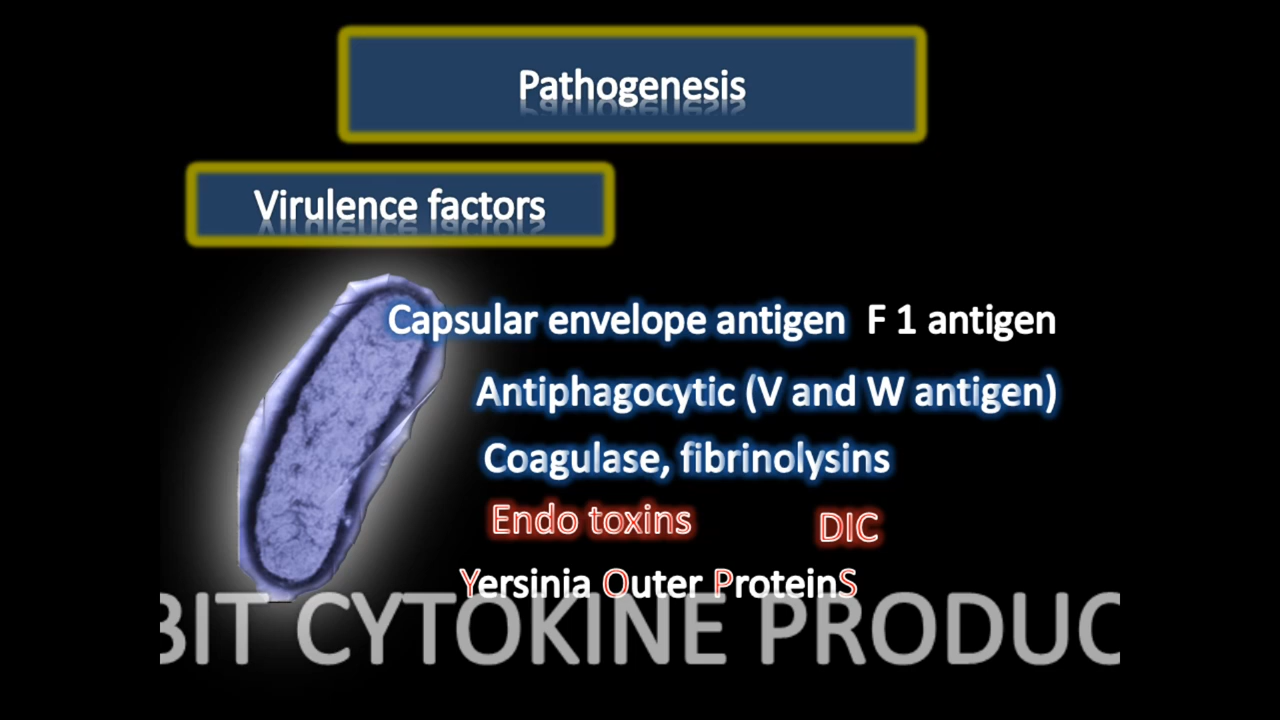 Pathogenesis
Virulence factors
Capsular envelope antigen F 1 antigen
Antiphagocytic (V and W antigen)
Coagulase, fibrinolysins
Endo toxins DIC
Yersinia Outer ProteinS
BIT CYTOKINE PRODUC